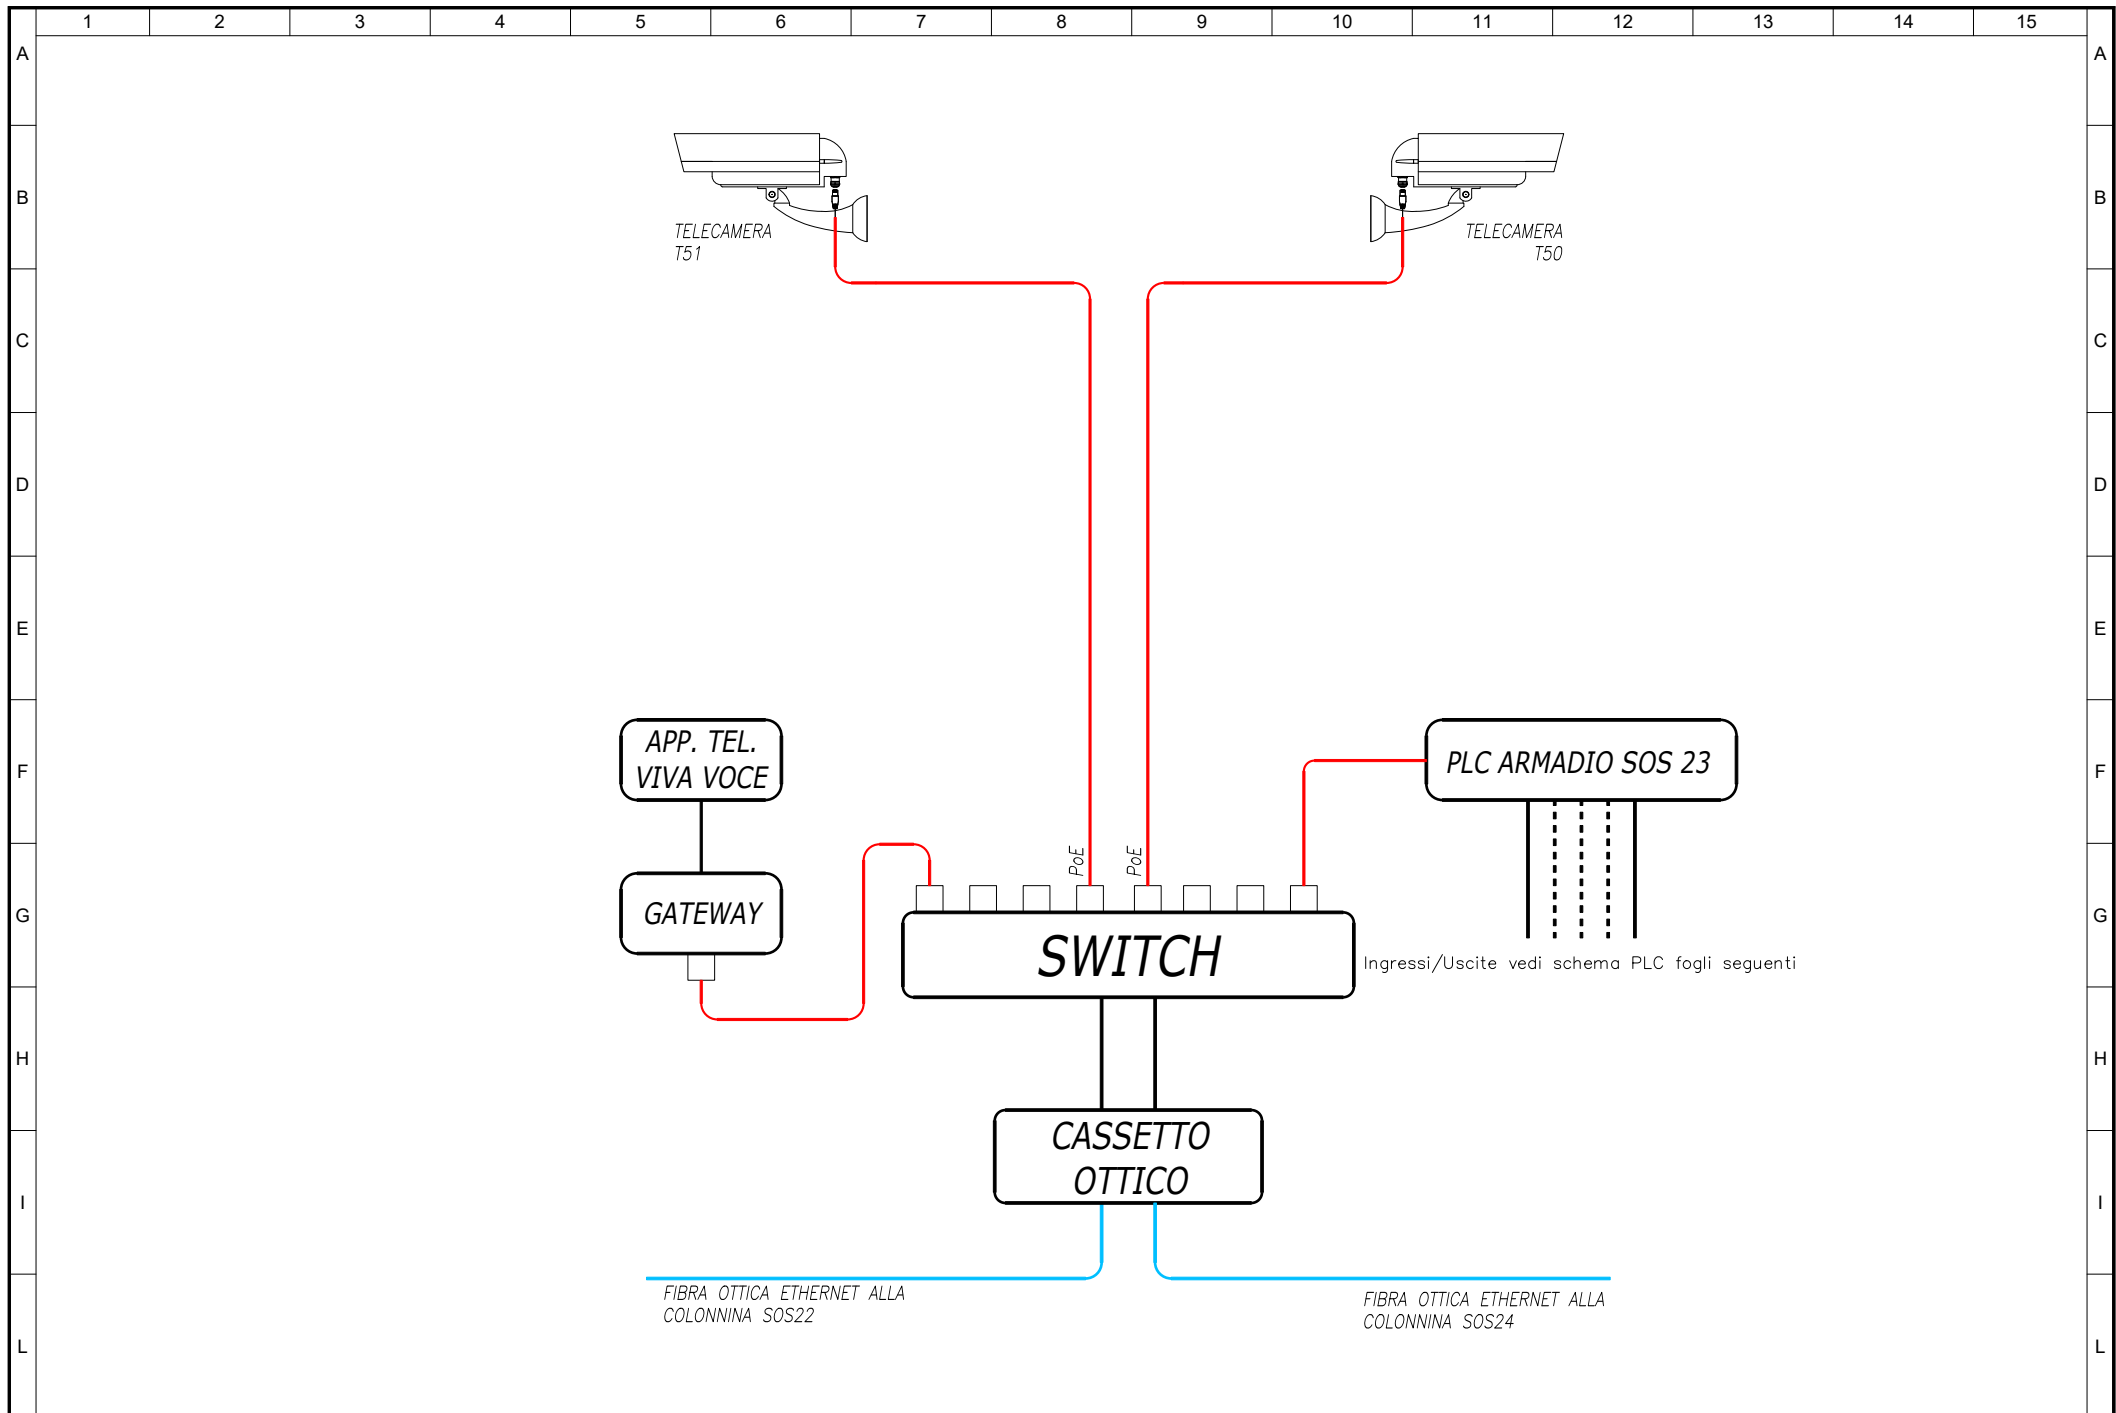 1 2 3 4 5 6 7 8 9 10 11 12 13 14 15
A A
B B
TELECAMERA
T51
TELECAMERA
T50
C C
D D
E E
F F
APP. TEL.
VIVA VOCE
PLC ARMADIO SOS 23
PoE
PoE
G G
GATEWAY
SWITCH
Ingressi/Uscite vedi schema PLC fogli seguenti
H H
CASSETTO
OTTICO
I I
FIBRA OTTICA ETHERNET ALLA
COLONNINA SOS22
FIBRA OTTICA ETHERNET ALLA
COLONNINA SOS24
L L